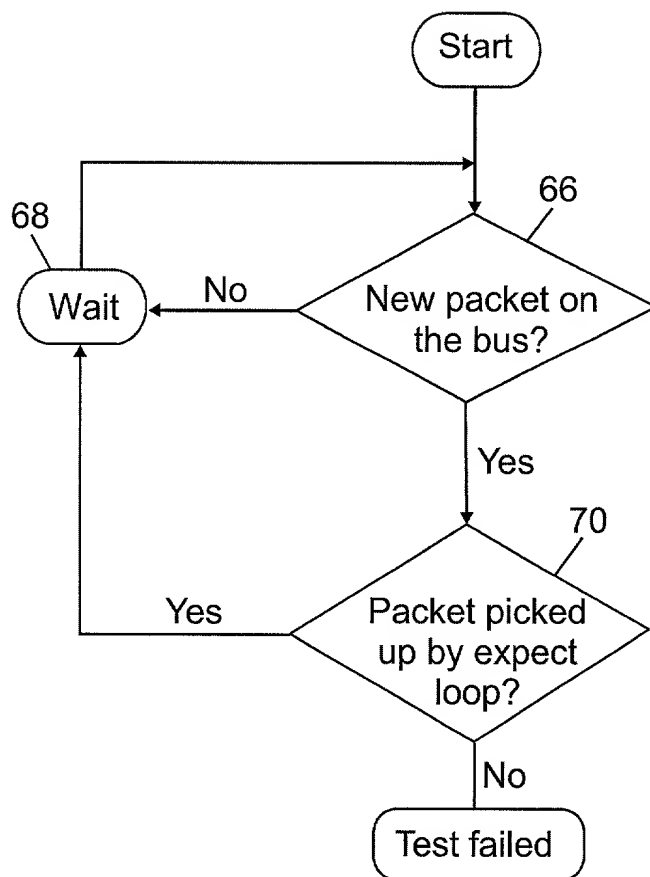 Start
68
66
Wait
No
New packet on
the bus?
Yes
70
Yes
Packet picked
up by expect
loop?
No
Test failed